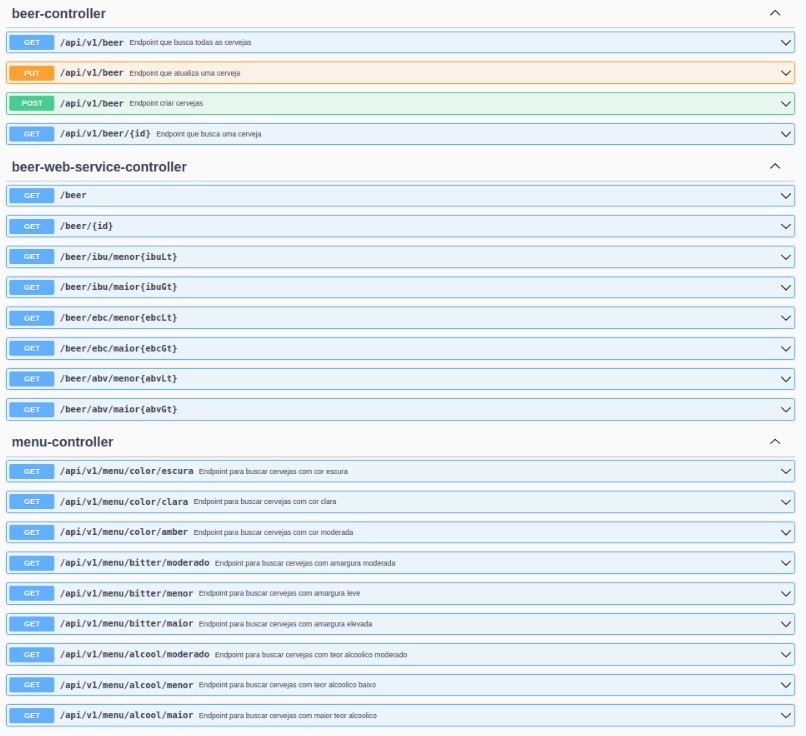 beer-controller
GET /api/v1/beer Endpoint que busca todas as cervejas
PUT /api/v1/beer Endpoint que atualiza uma cerveja
POST /api/v1/beer Endpoint criar cervejas
GET /api/v1/beer/{id} Endpoint que busca uma cerveja
beer-web-service-controller
GET /beer
GET /beer/{id}
GET /beer/ibu/menor{ibuLt}
GET /beer/ibu/maior{ibuGt}
GET /beer/ebc/menor{ebcLt}
GET /beer/ebc/maior{ebcGt}
GET /beer/abv/menor{abvLt}
GET /beer/abv/maior{abvGt}
menu-controller
GET /api/v1/menu/color/escura Endpoint para buscar cervejas com cor escura
GET /api/v1/menu/color/clara Endpoint para buscar cervejas com cor clara
GET /api/v1/menu/color/amber Endpoint para buscar cervejas com cor moderada
GET /api/v1/menu/bitter/moderado Endpoint para buscar cervejas com amargura moderada
GET /api/v1/menu/bitter/menor Endpoint para buscar cervejas com amargura leve
GET /api/v1/menu/bitter/maior Endpoint para buscar cervejas com amargura elevada
GET /api/v1/menu/alcool/moderado Endpoint para buscar cervejas com teor alcoolico moderado
GET /api/v1/menu/alcool/menor Endpoint para buscar cervejas com teor alcoolico baixo
GET /api/v1/menu/alcool/maior Endpoint para buscar cervejas com maior teor alcoolico